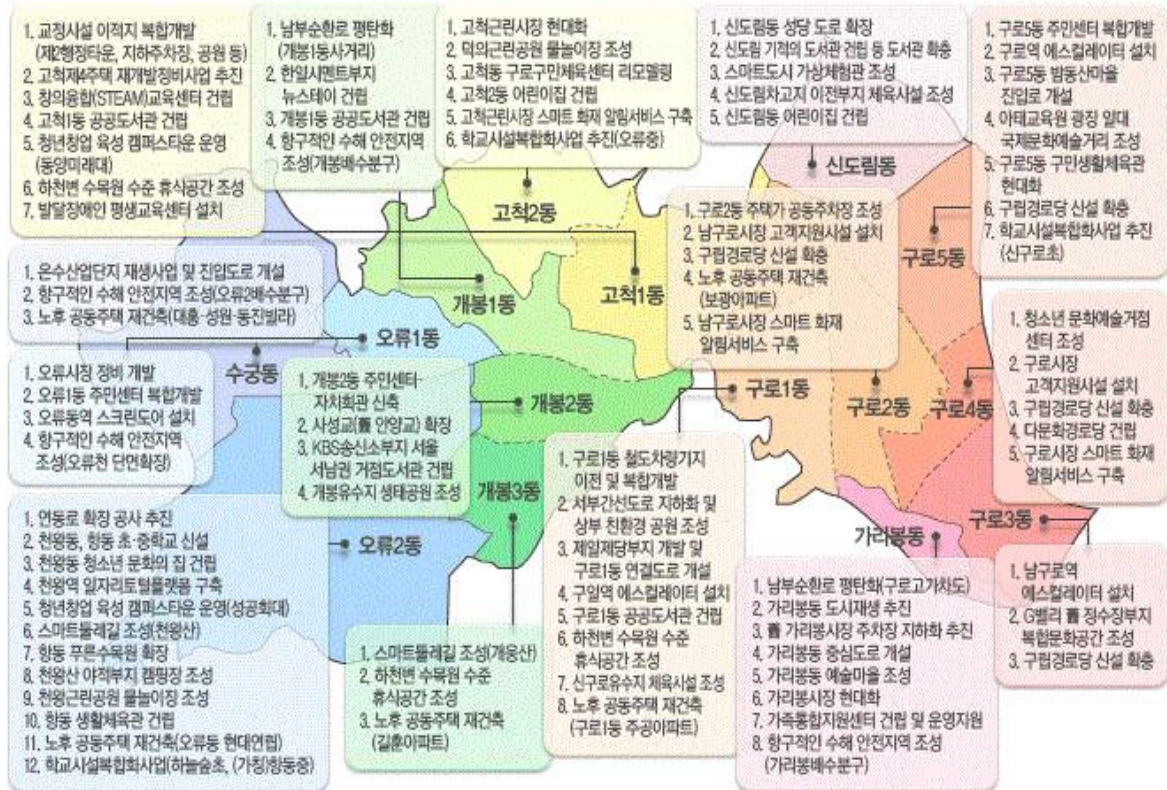 1. 교정시설 이적지 복합개발
(제2행정타운, 지하주차장, 공원 등)
2. 고척제4주택 재개발정비사업 추진
3. 창의융합(STEAM)교육센터 건립
4. 고척1동 공공도서관 건립
5. 청년창업 육성 캠퍼스타운 운영
(동양미래대)
6. 하천변 수목원 수준 휴식공간 조성
7. 발달장애인 평생교육센터 설치
1. 남부순환로 평탄화
(개봉1동사거리)
2. 한일시멘트부지
뉴스테이 건립
3. 개봉1동 공공도서관 건립
4. 항구적인 수해 안전지역
조성(개봉배수분구)
1. 고척근린시장 현대화
2. 덕의근린공원 물놀이장 조성
3. 고척동 구로구민체육센터 리모델링
4. 고척2동 어린이집 건립
5. 고척근린시장 스마트 화재 알림서비스 구축
6. 학교시설복합화사업 추진(오류중)
1. 신도림동 성당 도로 확장
2. 신도림 기적의 도서관 건립 등 도서관 확충
3. 스마트도시 가상체험관 조성
4. 신도림차고지 이전부지 체육시설 조성
5. 신도림동 어린이집 건립
1. 구로5동 주민센터 복합개발
2. 구로역 에스컬레이터 설치
3. 구로5동 밤동산마을
진입로 개설
4. 아태교육원 광장 일대
국제문화예술거리 조성
5. 구로5동 구민생활체육관
현대화
6. 구립경로당 신설 확충
7. 학교시설복합화사업 추진
(신구로초)
신도림동
고척2동
1. 구로2동 주택가 공동주차장 조성
2. 남구로시장 고객지원시설 설치
3. 구립경로당 신설 확충
4. 노후 공동주택 재건축
(보광아파트)
5. 남구로시장 스마트 화재
알림서비스 구축
구로5동
1. 온수산업단지 재생사업 및 진입도로 개설
2. 항구적인 수해 안전지역 조성(오류2배수분구)
3. 노후 공동주택 재건축(대흥·성원·동진빌라)
개봉1동
고척1동
1. 청소년 문화예술거점
센터 조성
2. 구로시장
고객지원시설 설치
3. 구립경로당 신설 확충
4. 다문화경로당 건립
5. 구로시장 스마트 화재
알림서비스 구축
오류1동
수궁동
1. 오류시장 정비 개발
2. 오류1동 주민센터 복합개발
3. 오류동역 스크린도어 설치
4. 항구적인 수해 안전지역
조성(오류천 단면확장)
1. 개봉2동 주민센터·
자치회관 신축
2. 사성교(舊 안양교) 확장
3. KBS송신소부지 서울
서남권 거점도서관 건립
4. 개봉유수지 생태공원 조성
개봉2동
구로1동
구로2동
구로4동
개봉3동
1. 구로1동 철도차량기지
이전 및 복합개발
2. 서부간선도로 지하화 및
상부 친환경 공원 조성
3. 제일제당부지 개발 및
구로1동 연결도로 개설
4. 구일역 에스컬레이터 설치
5. 구로1동 공공도서관 건립
6. 하천변 수목원 수준
휴식공간 조성
7. 신구로유수지 체육시설 조성
8. 노후 공동주택 재건축
(구로1동 주공아파트)
구로3동
가리봉동
1. 연동로 확장 공사 추진
2. 천왕동, 항동 초·중학교 신설
3. 천왕동 청소년 문화의 집 건립
4. 천왕역 일자리토털플랫폼 구축
5. 청년창업 육성 캠퍼스타운 운영(성공회대)
6. 스마트둘레길 조성(천왕산)
7. 항동 푸른수목원 확장
8. 천왕산 야적부지 캠핑장 조성
9. 천왕근린공원 물놀이장 조성
10. 항동 생활체육관 건립
11. 노후 공동주택 재건축(오류동 현대연립)
12. 학교시설복합화사업(하늘숲초, (가칭)항동중)
오류2동
1. 스마트둘레길 조성(개웅산)
2. 하천변 수목원 수준
휴식공간 조성
3. 노후 공동주택 재건축
(길훈아파트)
1. 남부순환로 평탄화(구로고가차도)
2. 가리봉동 도시재생 추진
3. 舊 가리봉시장 주차장 지하화 추진
4. 가리봉동 중심도로 개설
5. 가리봉동 예술마을 조성
6. 가리봉시장 현대화
7. 가족통합지원센터 건립 및 운영지원
8. 항구적인 수해 안전지역 조성
(가리봉배수분구)
1. 남구로역
에스컬레이터 설치
2. G밸리 舊 정수장부지
복합문화공간 조성
3. 구립경로당 신설 확충